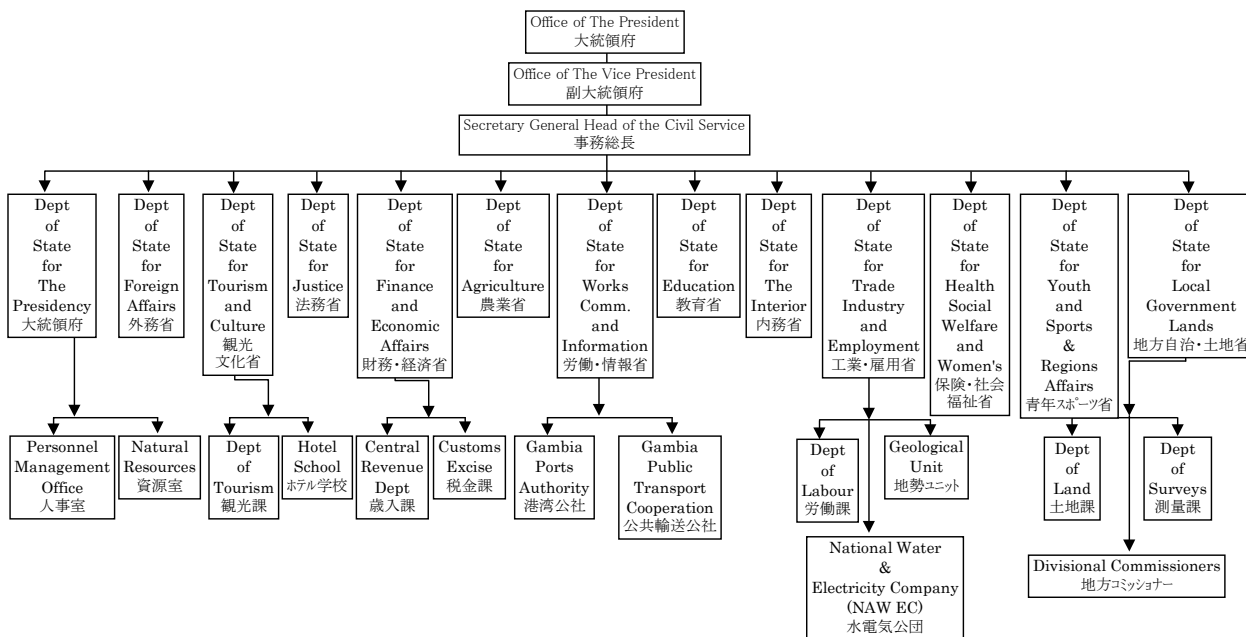 Office of The President
大統領府
Office of The Vice President
副大統領府
Secretary General Head of the Civil Service
事務総長
Dept
of
State
for
The
Presidency
大統領府
Dept
of
State
for
Foreign
Affairs
外務省
Dept
of
State for
Tourism
and
Culture
観光
文化省
Dept
of
State
for
Justice
法務省
Dept
of
State for
Finance
and
Economic
Affairs
財務・経済省
Dept
of
State
for
Agriculture
農業省
Dept
of
State for
Works
Comm.
and
Information
労働・情報省
Dept
of
State
for
Education
教育省
Dept
of
State
for
The
Interior
内務省
Dept
of
State for
Trade
Industry
and
Employment
工業・雇用省
Dept
of
State for
Health
Social
Welfare
and
Women's
保険・社会
福祉省
Dept
of
State for
Youth
and
Sports
&
Regions
Affairs
青年スポーツ省
Dept
of
State
for
Local
Government
Lands
地方自治・土地省
Personnel
Management
Office
人事室
Natural
Resources
資源室
Dept
of
Tourism
観光課
Hotel
School
ホテル学校
Central
Revenue
Dept
歳入課
Customs
Excise
税金課
Gambia
Ports
Authority
港湾公社
Gambia
Public
Transport
Cooperation
公共輸送公社
Dept
of
Labour
労働課
Geological
Unit
地勢ユニット
Dept
of
Land
土地課
Dept
of
Surveys
測量課
National Water
&
Electricity Company
(NAW EC)
水電気公団
Divisional Commissioners
地方コミッショナー